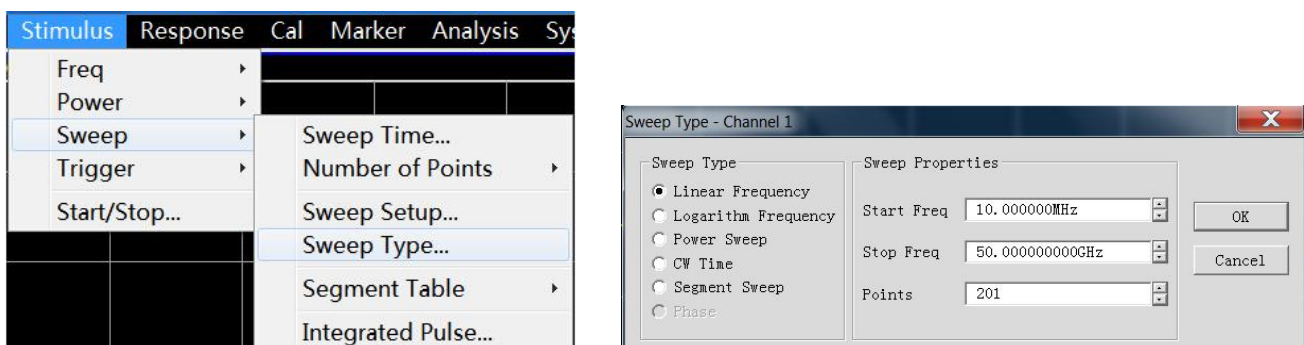 Stimulus Response Cal Marker Analysis
Freq
Power
Sweep
Trigger
Start/Stop...
Sweep Time...
Number of Points
Sweep Setup...
Sweep Type...
Segment Table
Integrated Pulse...
Sweep Type - Channel 1
Sweep Type
Linear Frequency
Logarithm Frequency
Power Sweep
CW Time
Segment Sweep
Phase
Sweep Properties
Start Freq 10.000000MHz
Stop Freq 50.000000000GHz
Points 201
OK
Cancel